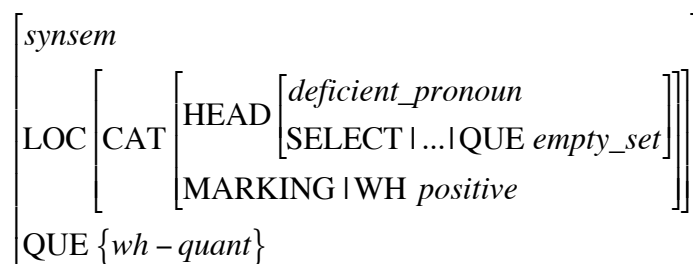 synsem
deficient_pronoun
LOC [CAT [HEAD [SELECT | ...| QUE empty_set]
MARKING | WH positive]]
QUE {wh – quant}